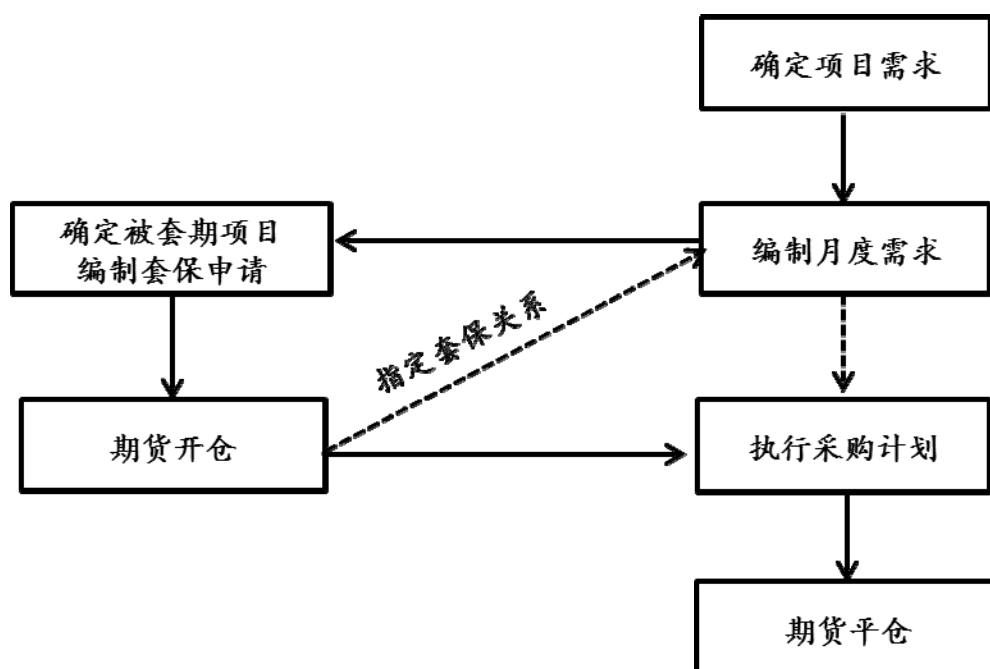 确定项目需求
确定被套期项目
编制套保申请
编制月度需求
指定套保关系
期货开仓
执行采购计划
期货平仓